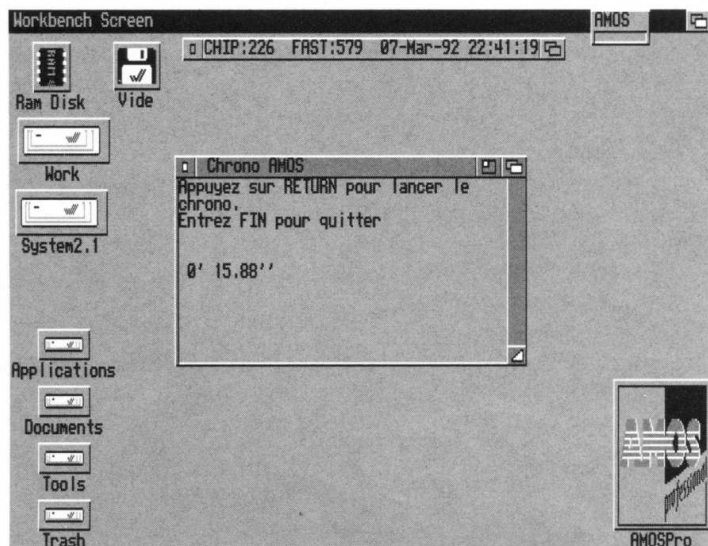 Workbench Screen
AMOS
CHIP:226 FAST:579 07-Mar-92 22:41:19
Ram Disk
Vide
Work
System2.1
Chrono AMOS
Appuyez sur RETURN pour lancer le
chrono.
Entrez FIN pour quitter
0' 15.88''
Applications
Documents
Tools
Trash
AMOS
professional
AMOSPro